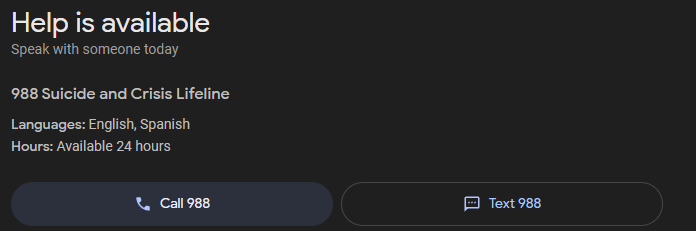 Help is available
Speak with someone today
988 Suicide and Crisis Lifeline
Languages: English, Spanish
Hours: Available 24 hours
Call 988
Text 988